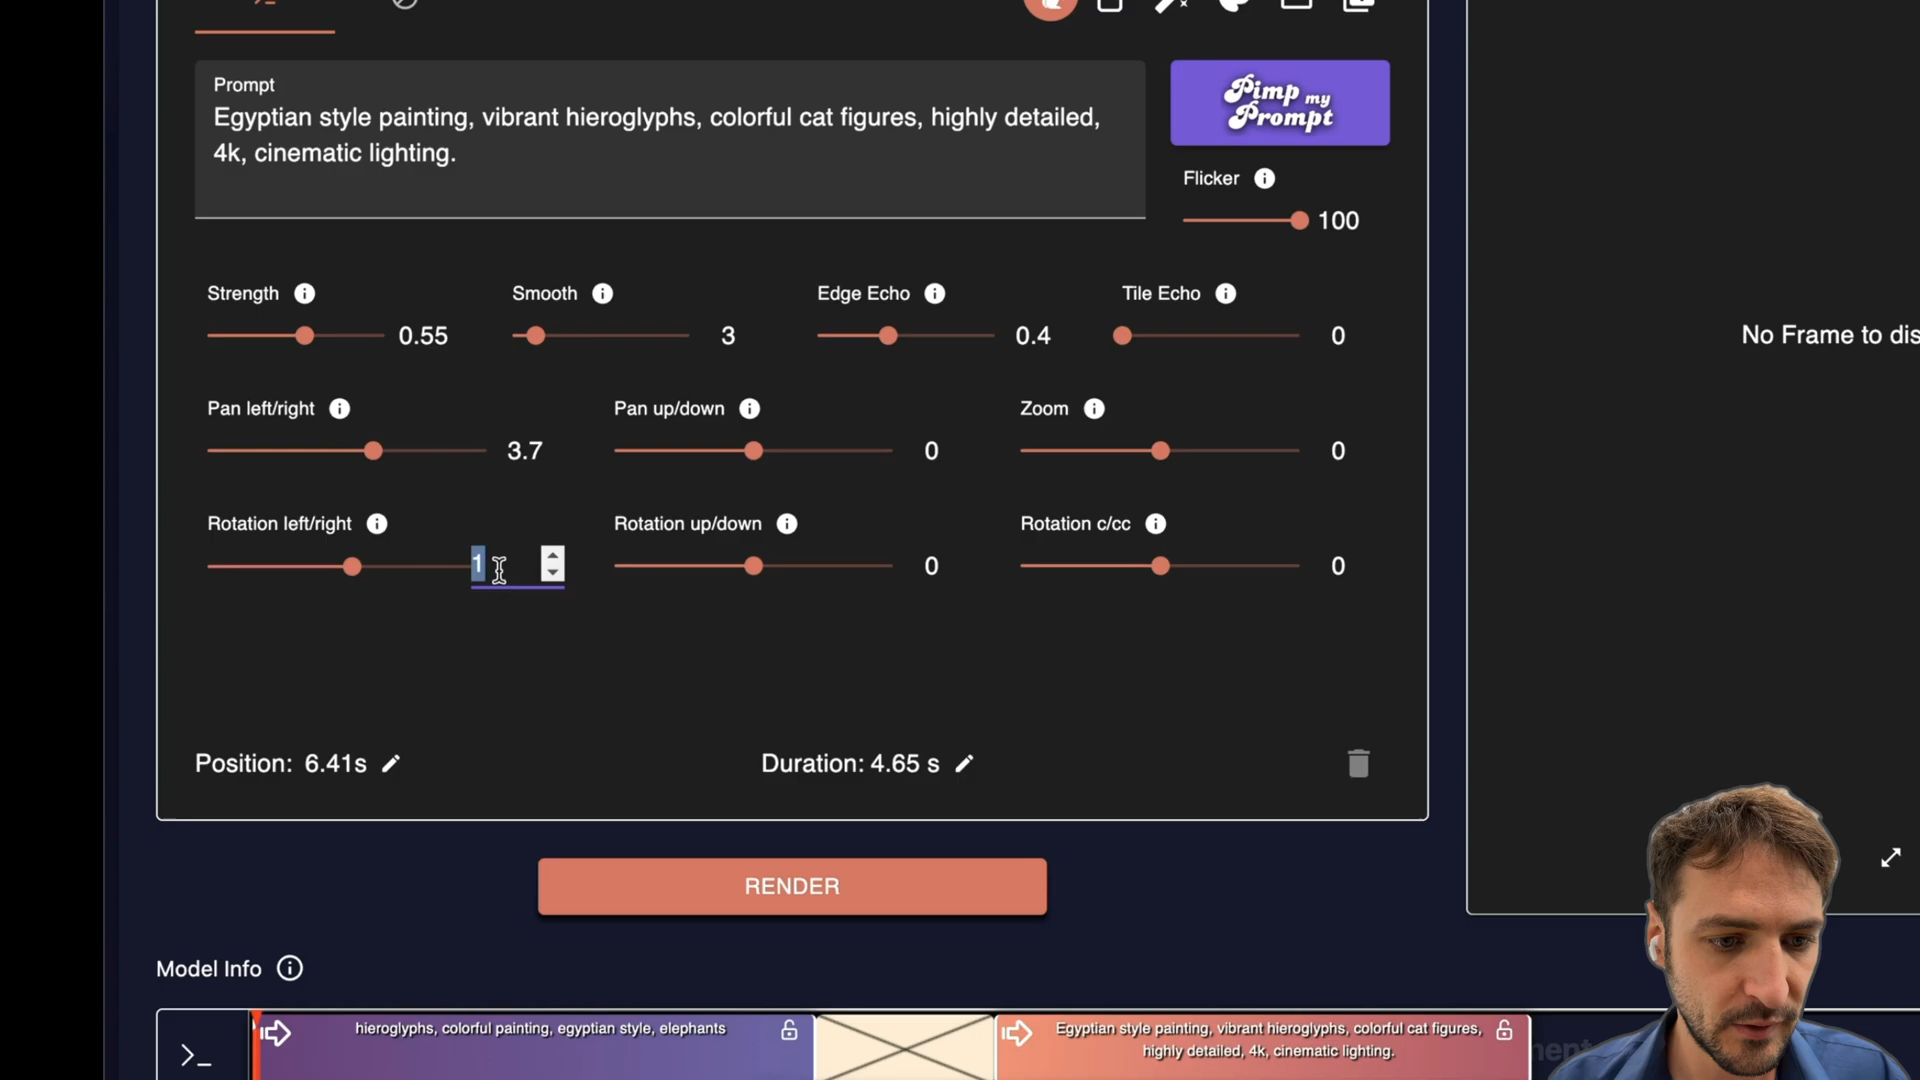 Prompt
Egyptian style painting, vibrant hieroglyphs, colorful cat figures, highly detailed,
4k, cinematic lighting.
Pimp my
Prompt
Flicker
100
Strength
0.55
Smooth
3
Edge Echo
0.4
Tile Echo
0
Pan left/right
3.7
Pan up/down
0
Zoom
0
Rotation left/right
1
Rotation up/down
0
Rotation c/cc
0
No Frame to dis
Position: 6.41s
Duration: 4.65 s
RENDER
Model Info
hieroglyphs, colorful painting, egyptian style, elephants
Egyptian style painting, vibrant hieroglyphs, colorful cat figures,
highly detailed, 4k, cinematic lighting.